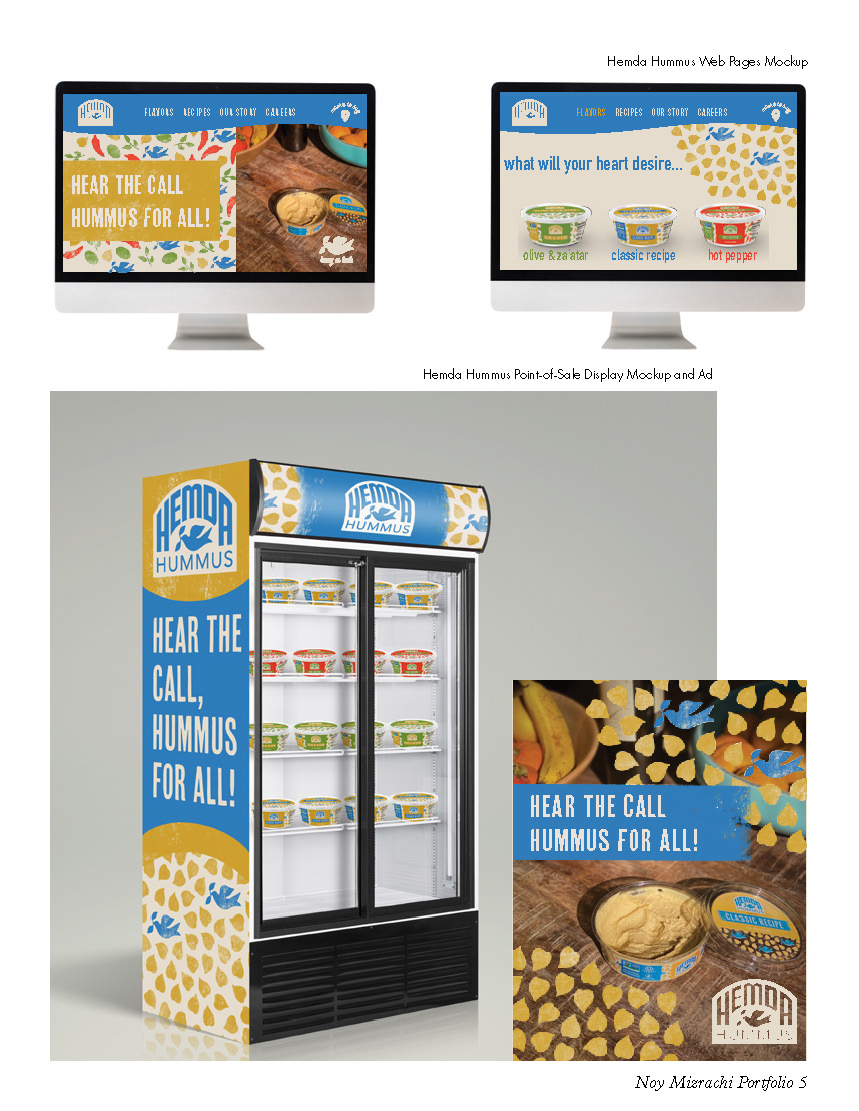 Hemda Hummus Web Pages Mockup
HEMDA
FLAVORS RECIPES OUR STORY CAREERS
HEAR THE CALL
HUMMUS FOR ALL!
HEMDA
FLAVORS RECIPES OUR STORY CAREERS
what will your heart desire...
olive & za atar classic recipe hot pepper
Hemda Hummus Point-of-Sale Display Mockup and Ad
HEMDA
HUMMUS
HEMDA
HUMMUS
HEAR THE
CALL,
HUMMUS
FOR ALL!
HEAR THE CALL
HUMMUS FOR ALL!
CLASSIC RECIPE
HEMDA
HUMMUS
Noy Mizrachi Portfolio 5